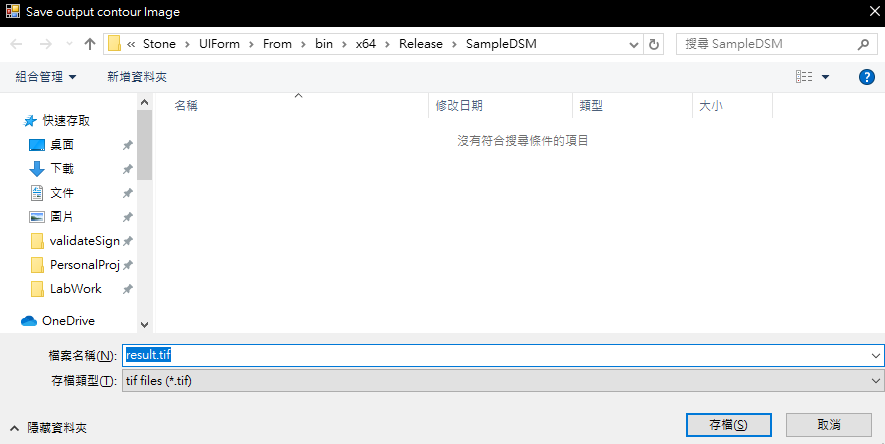 Save output contour Image
« Stone > UIForm > From > bin > x64 > Release > SampleDSM
搜尋 SampleDSM
組合管理
新增資料夾
?
名稱
修改日期
類型
大小
快速存取
沒有符合搜尋條件的項目
桌面
下載
文件
圖片
validateSign
PersonalProj
LabWork
OneDrive
檔案名稱(N):
result.tif
存檔類型(T):
tif files (*.tif)
隱藏資料夾
存檔(S)
取消